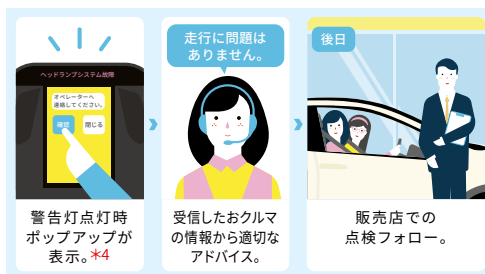 ヘッドランプシステム故障
オペレーターへ
連絡してください。
確認
閉じる
警告灯点灯時
ポップアップが
表示。*4
走行に問題は
ありません。
受信したおクルマ
の情報から適切な
アドバイス。
後日
販売店での
点検フォロー。